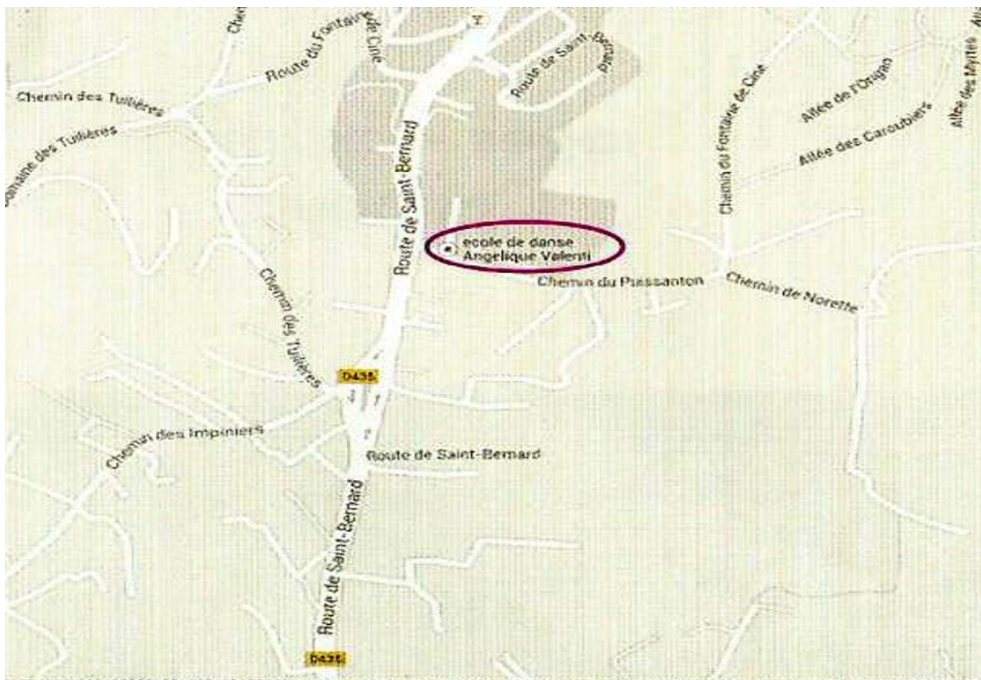 Y
Route du Fontaine
de Ciné
Route de Saint-Bernard
Chemin des Tuilières
Domaine des Tuilières
Route de Saint-Bernard
Chemin du Fontaine de Cine
Allée de l'Origan
Allée des Caroubiers
Allée des Myrtes
ecole de danse
Angelique Valenti
Chemin du Puissanton
Chemin de Norette
Chemin des Tuilières
D435
Chemin des Impiniers
Route de Saint-Bernard
Route de Saint-Bernard
D435